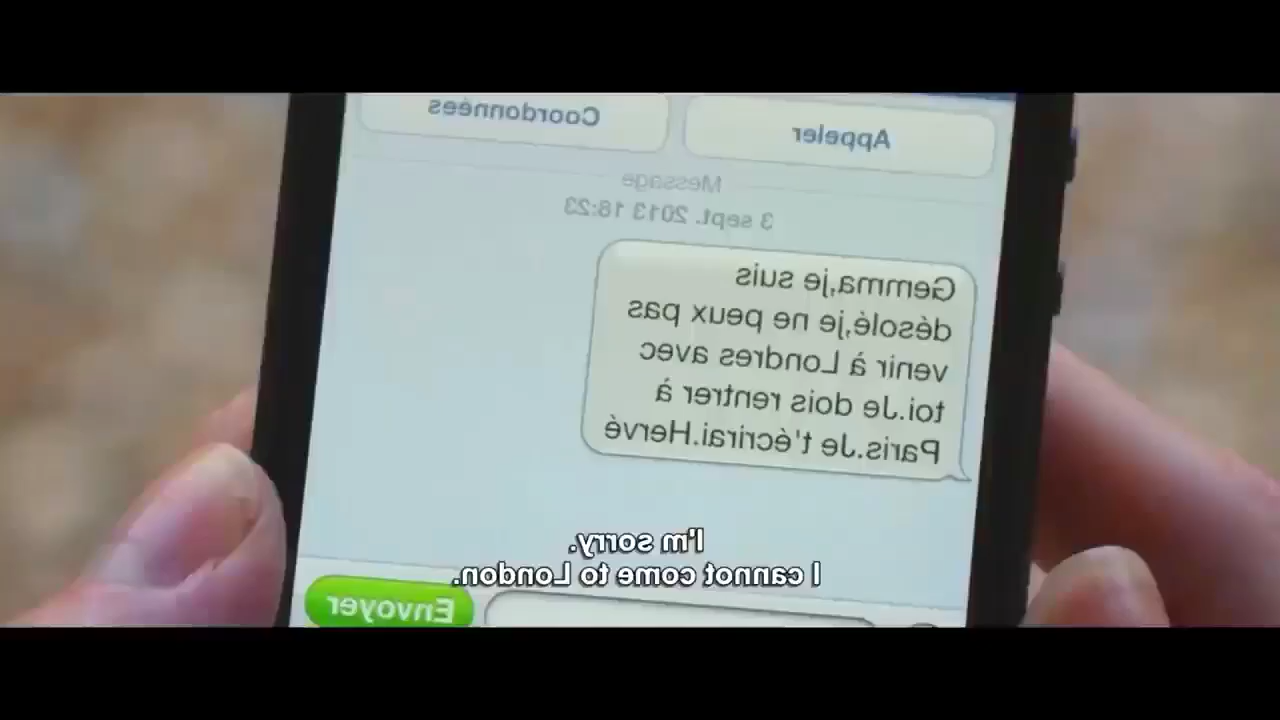 Appeler Coordonnées
Message
3 sept. 2013 18:23
Gemma,je suis
désolé,je ne peux pas
venir à Londres avec
toi.Je dois rentrer à
Paris.Je t'écrirai.Hervé
I'm sorry.
I cannot come to London.
Envoyer